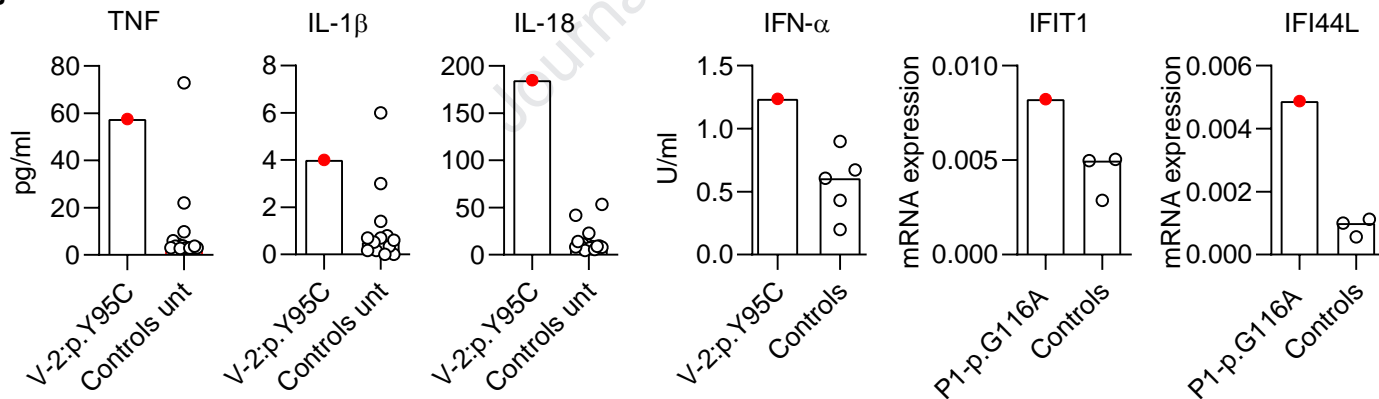 TNF
IL-1β
IL-18
IFN-α
IFIT1
IFI44L
pg/ml
80
60
40
20
0
V-2:p.Y95C
Controls unt
8
6
4
2
0
V-2:p.Y95C
Controls unt
200
150
100
50
0
V-2:p.Y95C
Controls unt
U/ml
1.5
1.0
0.5
0.0
V-2:p.Y95C
Controls
mRNA expression
0.010
0.005
0.000
P1-p.G116A
Controls
mRNA expression
0.006
0.004
0.002
0.000
P1-p.G116A
Controls
Journa